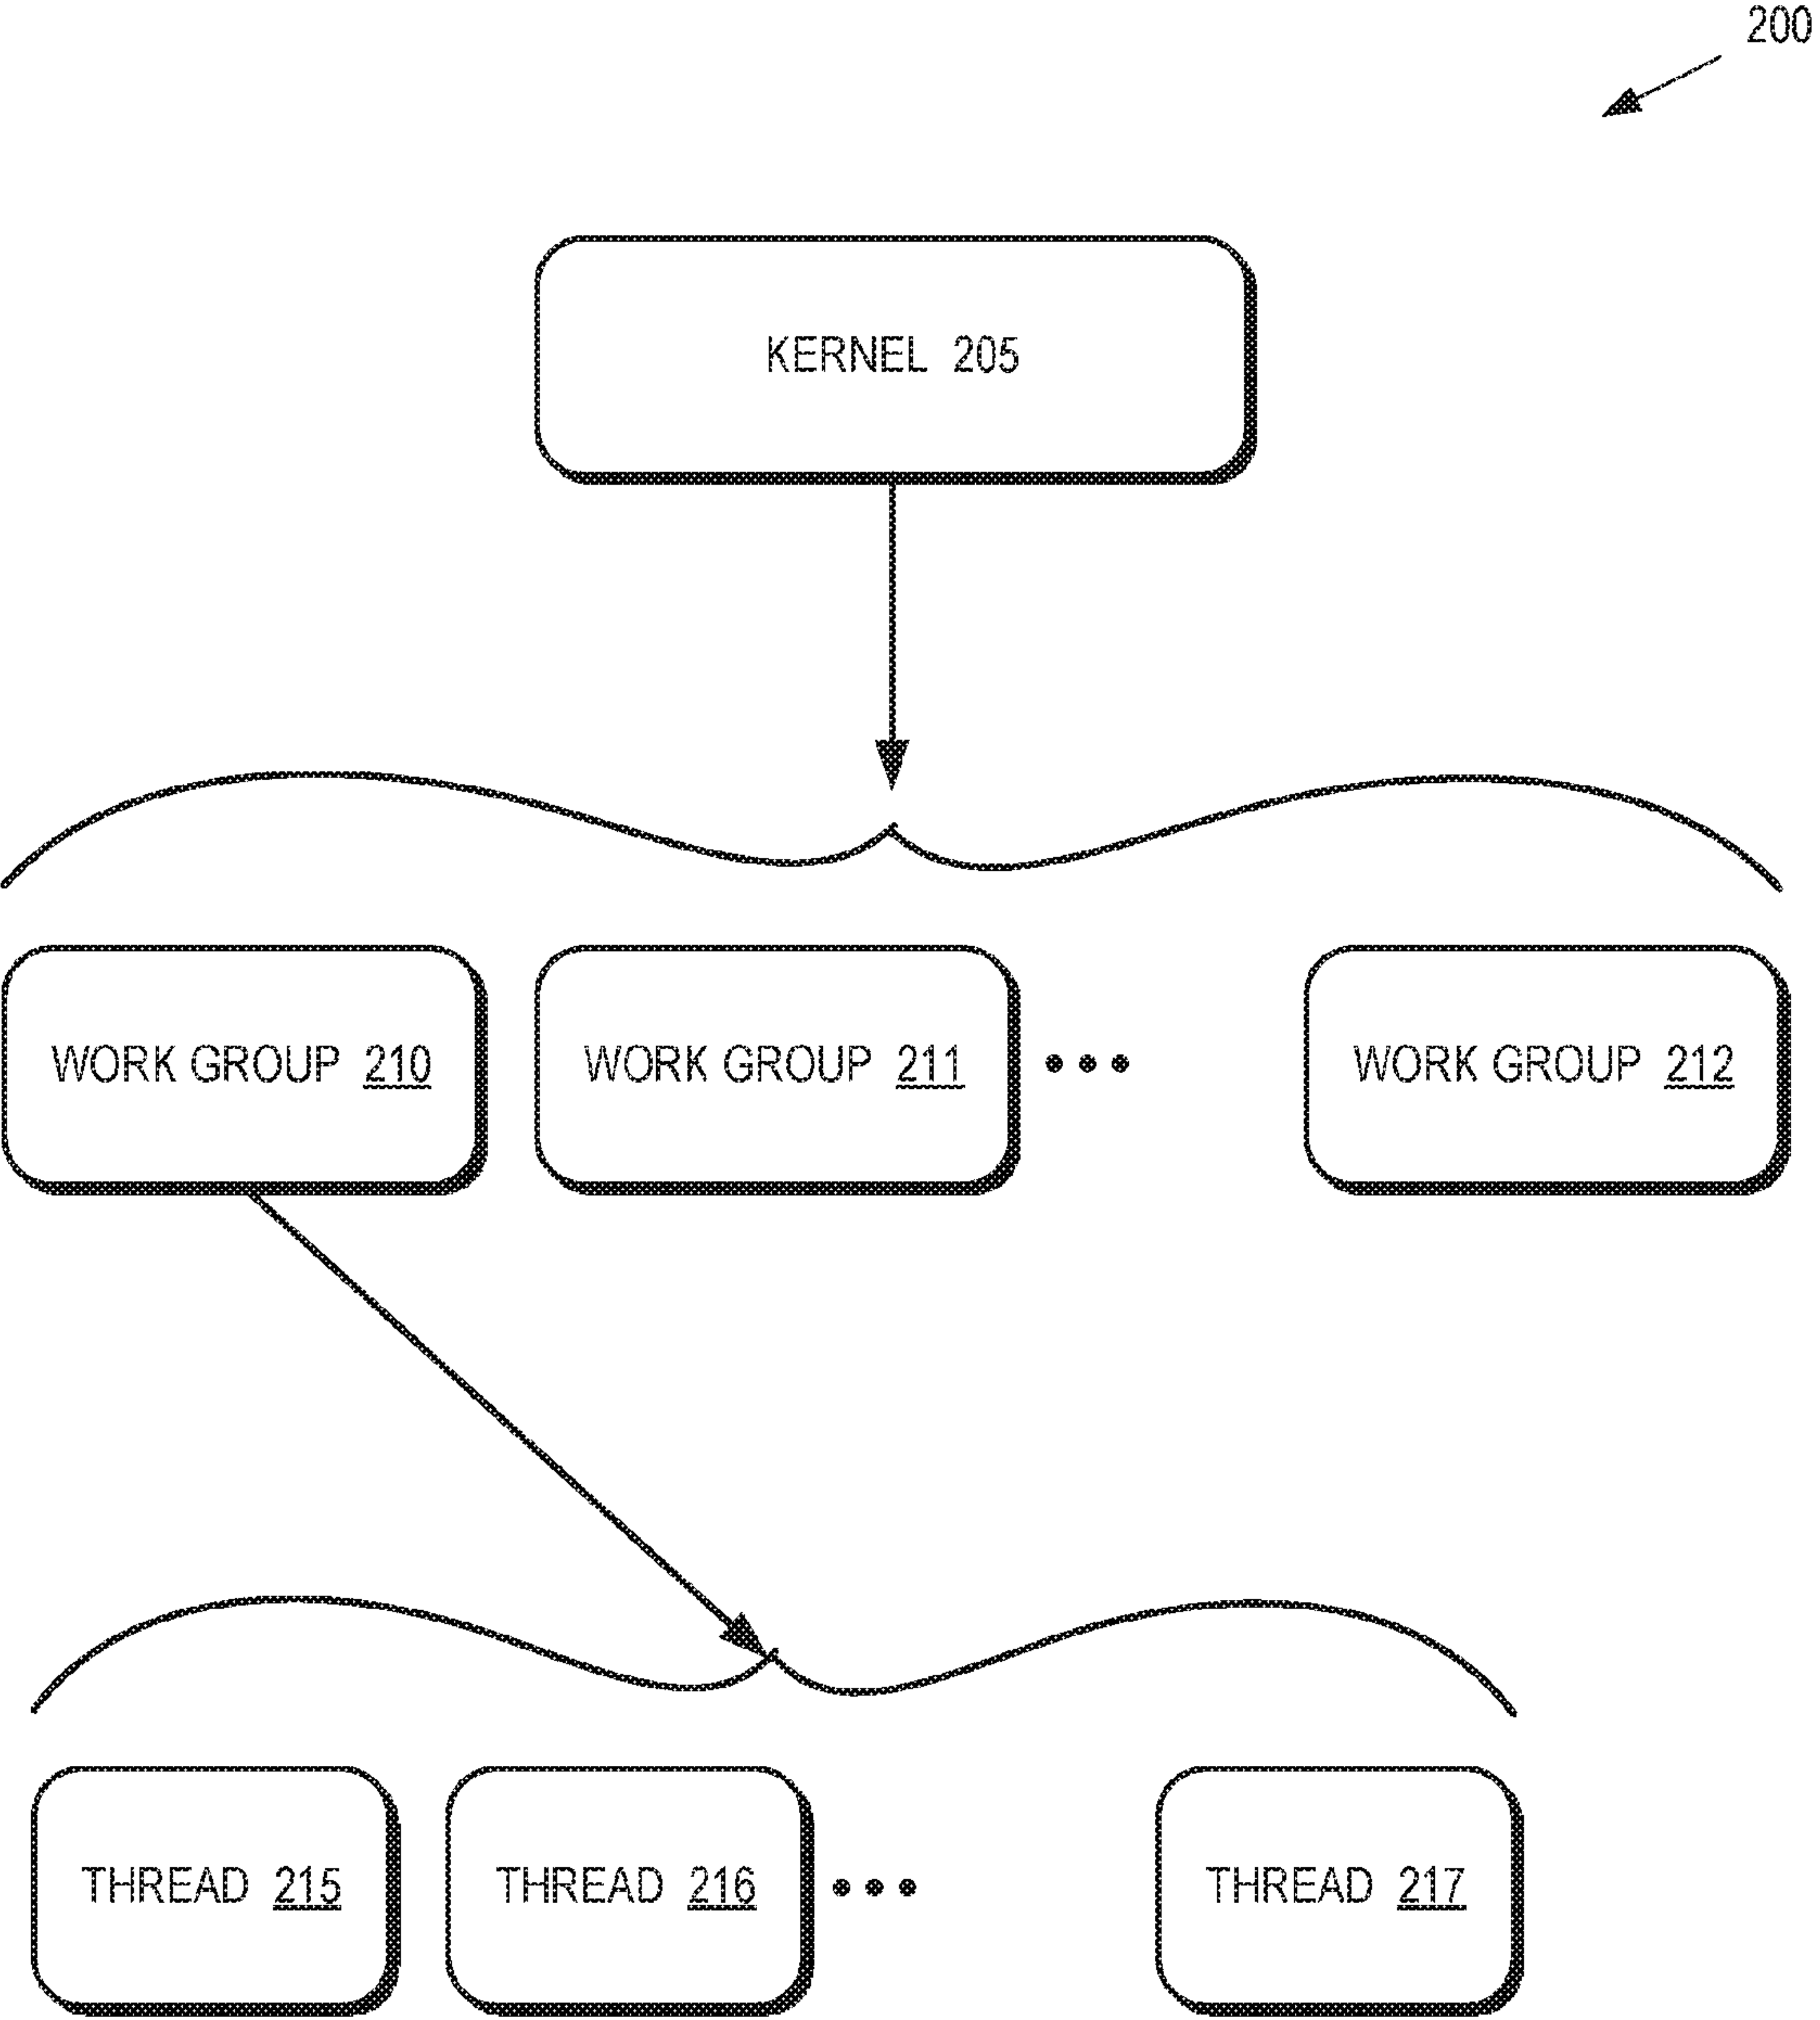 200
KERNEL 205
WORK GROUP 210
WORK GROUP 211
WORK GROUP 212
THREAD 215
THREAD 216
THREAD 217